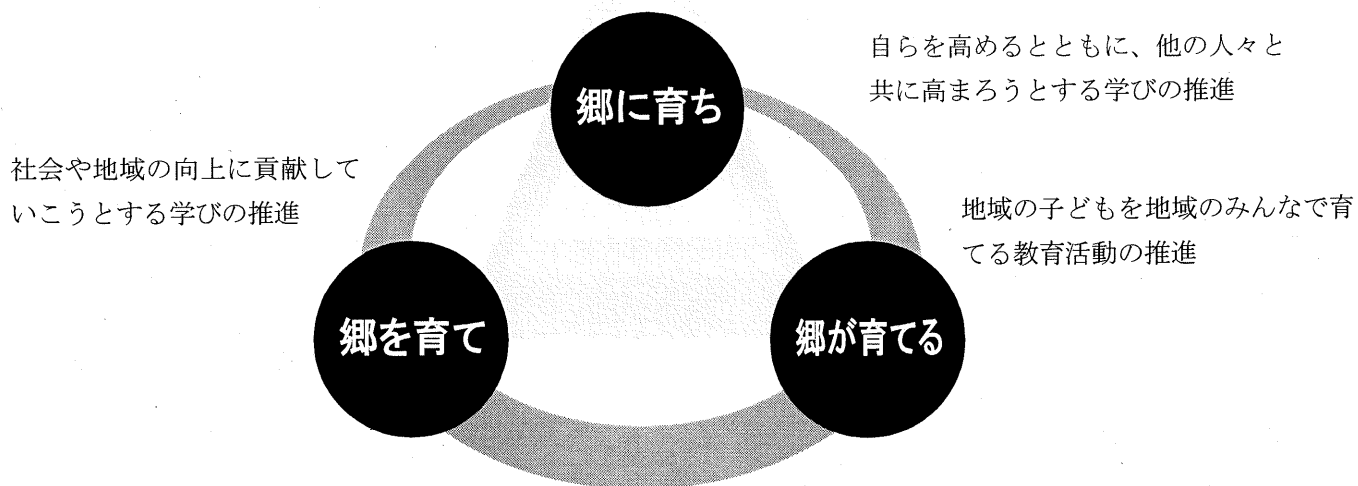 郷に育ち
自らを高めるとともに、他の人々と
共に高まろうとする学びの推進
社会や地域の向上に貢献して
いこうとする学びの推進
地域の子どもを地域のみんなで育
てる教育活動の推進
郷を育て
郷が育てる